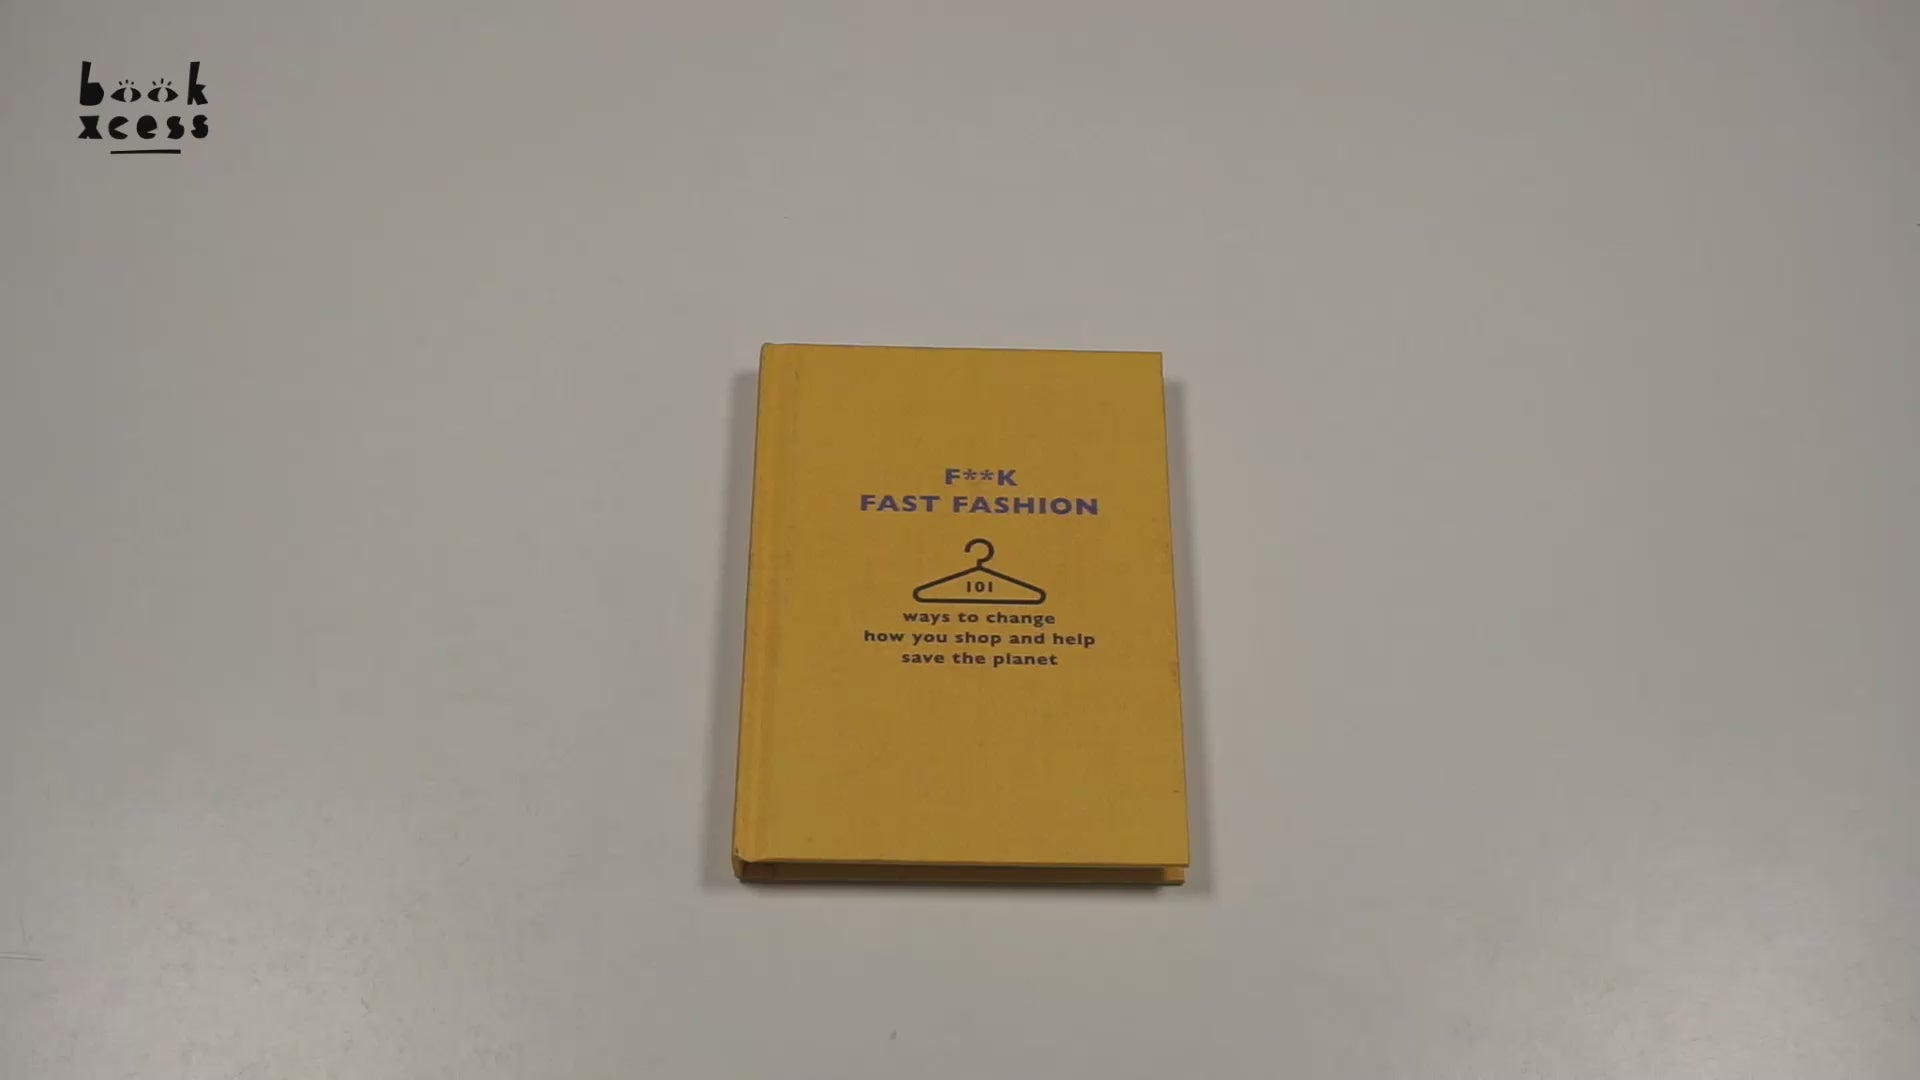 book
xcess
F**K
FAST FASHION
101
ways to change
how you shop and help
save the planet